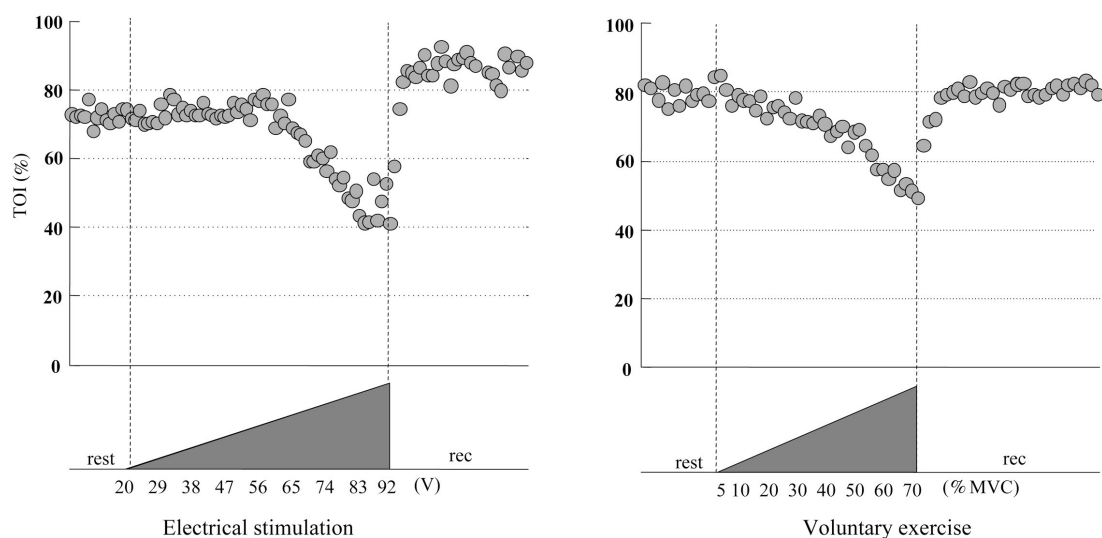 100
80
60
40
20
0
TOI (%)
rest
rec
20 29 38 47 56 65 74 83 92 (V)
Electrical stimulation
100
80
60
40
20
0
rest
rec
5 10 20 30 40 50 60 70 (% MVC)
Voluntary exercise